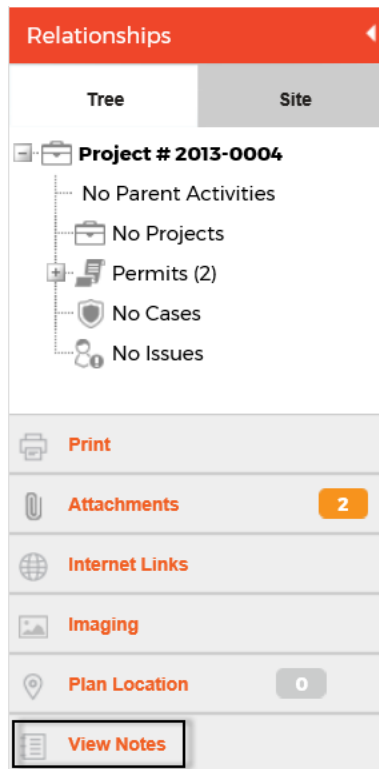 Relationships
Tree Site
Project # 2013-0004
No Parent Activities
No Projects
Permits (2)
No Cases
No Issues
Print
Attachments 2
Internet Links
Imaging
Plan Location 0
View Notes